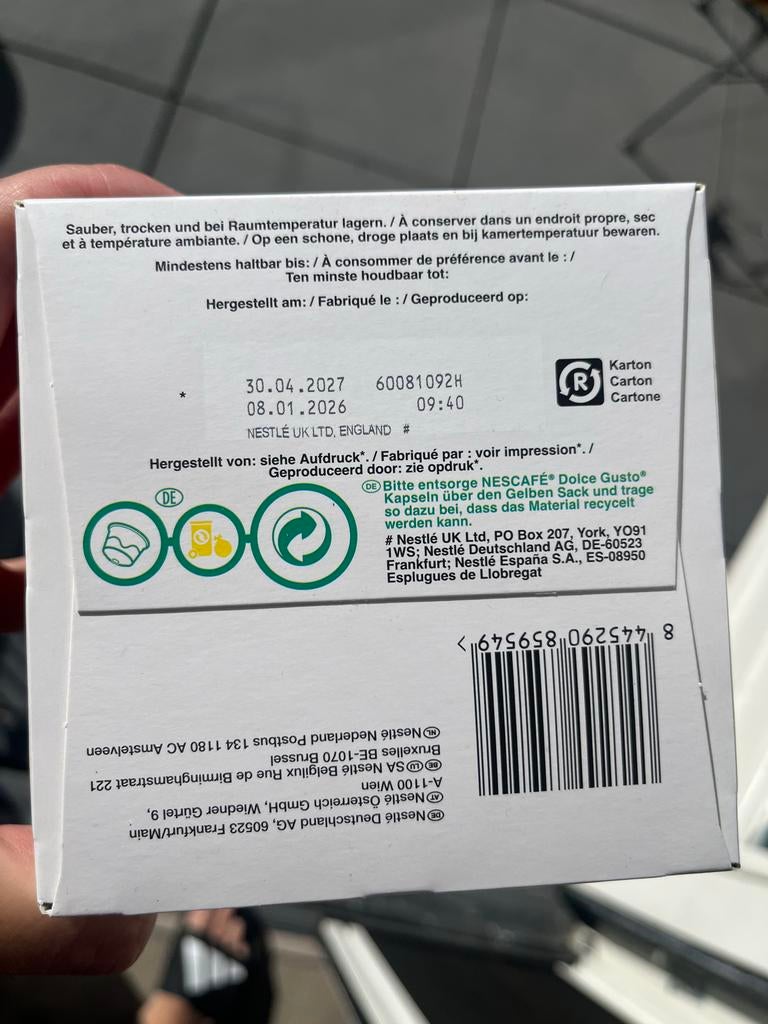 Sauber, trocken und bei Raumtemperatur lagern. / À conserver dans un endroit propre, sec
et à température ambiante. / Op een schone, droge plaats en bij kamertemperatuur bewaren.
Mindestens haltbar bis: / À consommer de préférence avant le : /
Ten minste houdbaar tot:
Hergestellt am: / Fabriqué le : / Geproduceerd op:
* 30.04.2027 60081092H
08.01.2026 09:40
NESTLÉ UK LTD, ENGLAND #
R
Karton
Carton
Cartone
Hergestellt von: siehe Aufdruck*. / Fabriqué par : voir impression*. /
Geproduceerd door: zie opdruk*.
DE
DE Bitte entsorge NESCAFÉ® Dolce Gusto®
Kapseln über den Gelben Sack und trage
so dazu bei, dass das Material recycelt
werden kann.
# Nestlé UK Ltd, PO Box 207, York, YO91
1WS; Nestlé Deutschland AG, DE-60523
Frankfurt; Nestlé España S.A., ES-08950
Esplugues de Llobregat
8 445290 859549 >
DE Nestlé Deutschland AG, 60523 Frankfurt/Main
AT Nestlé Österreich GmbH, Wiedner Gürtel 9,
A-1100 Wien
BE LU SA Nestlé Belgilux Rue de Birminghamstraat 221
Bruxelles BE-1070 Brussel
NL Nestlé Nederland Postbus 134 1180 AC Amstelveen